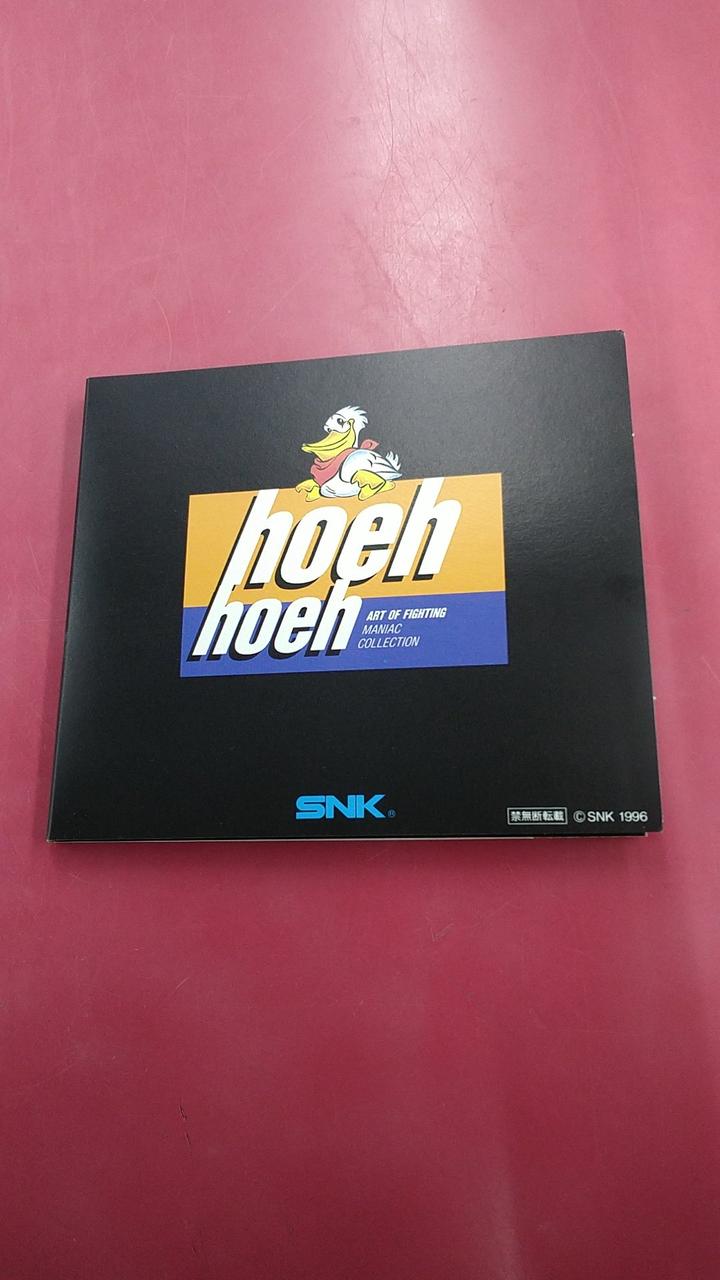 hoeh
hoeh
ART OF FIGHTING
MANIAC
COLLECTION
SNK®
禁無断転載 © SNK 1996